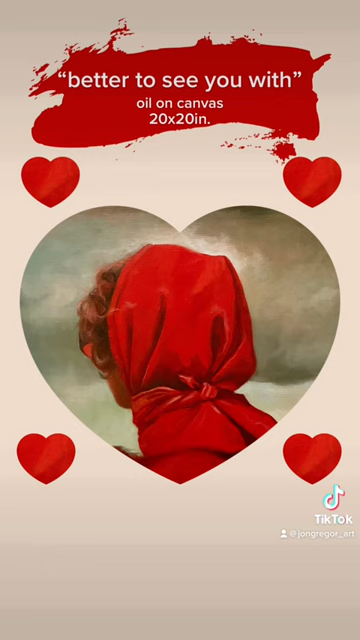 “better to see you with”
oil on canvas
20x20in.
TikTok
@jongregor_art